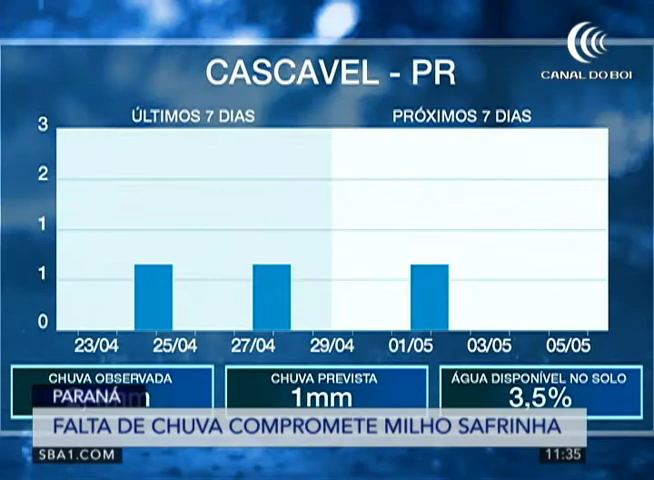 CASCAVEL - PR
CANAL DO BOI
ÚLTIMOS 7 DIAS
PRÓXIMOS 7 DIAS
3
2
1
1
0
23/04 25/04 27/04 29/04 01/05 03/05 05/05
CHUVA OBSERVADA
CHUVA PREVISTA
1mm
ÁGUA DISPONÍVEL NO SOLO
3,5%
PARANÁ
FALTA DE CHUVA COMPROMETE MILHO SAFRINHA
SBA1.COM
11:35